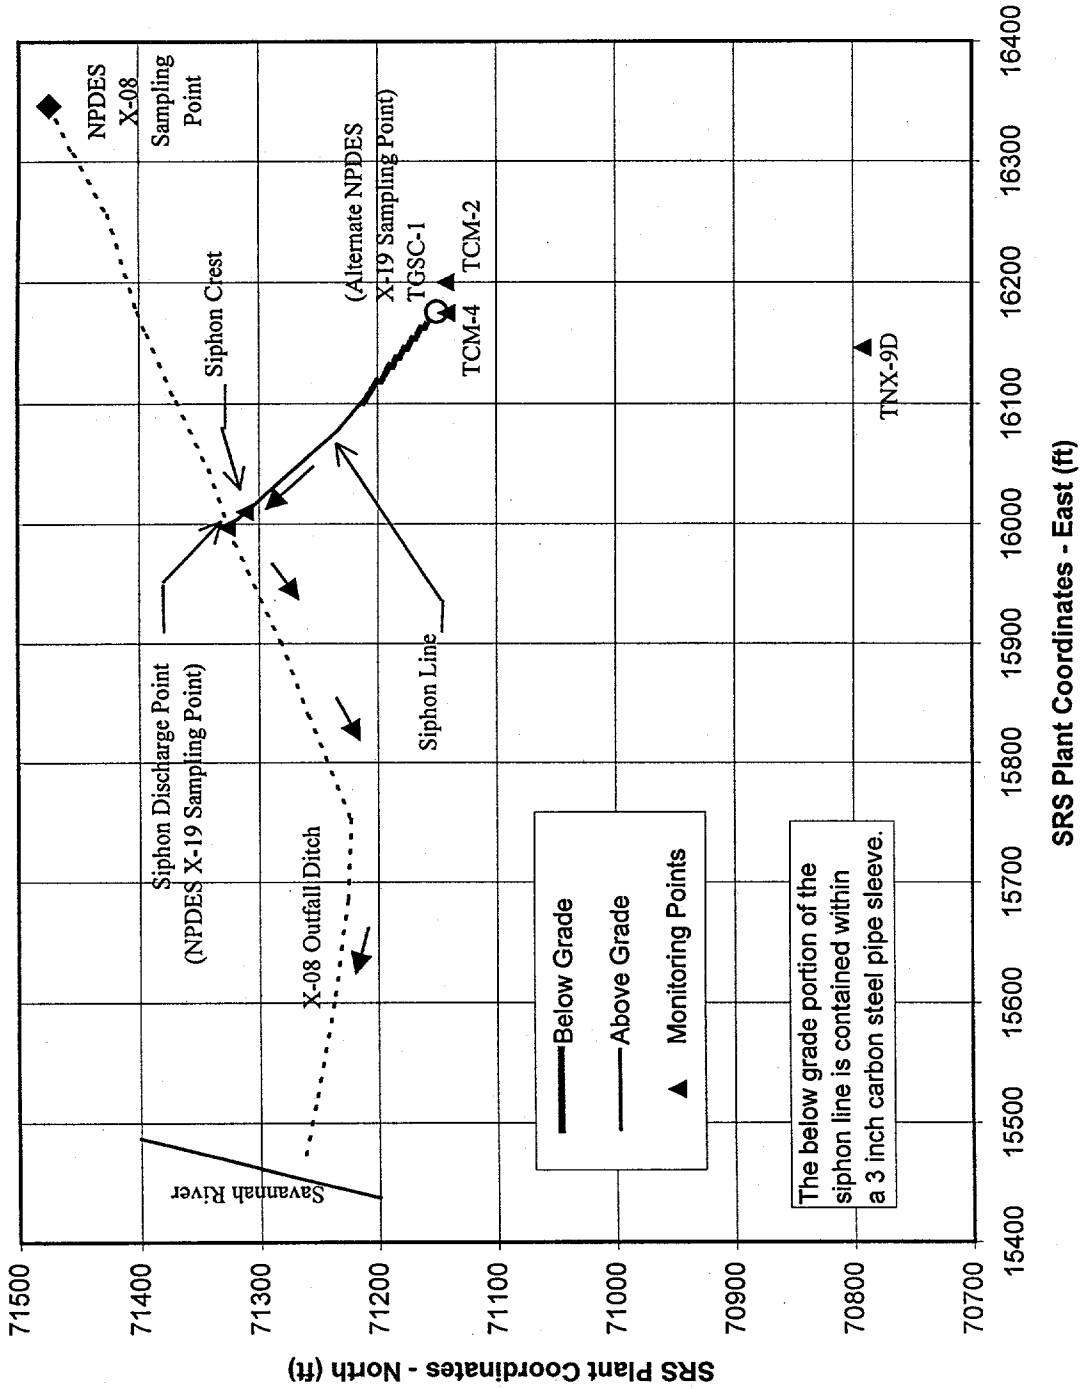 SRS Plant Coordinates - North (ft)
71500
71400
71300
71200
71100
71000
70900
70800
70700
15400
15500
15600
15700
15800
15900
16000
16100
16200
16300
16400
SRS Plant Coordinates - East (ft)
Savannah River
X-08 Outfall Ditch
Siphon Discharge Point
(NPDES X-19 Sampling Point)
Siphon Line
Siphon Crest
NPDES
X-08
Sampling
Point
(Alternate NPDES
X-19 Sampling Point)
TGSC-1
TCM-4
TCM-2
TNX-9D
Below Grade
Above Grade
Monitoring Points
The below grade portion of the
siphon line is contained within
a 3 inch carbon steel pipe sleeve.